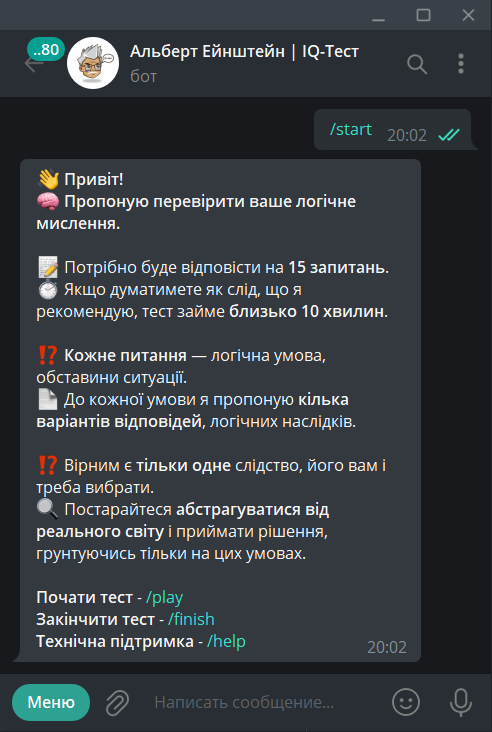 ..80
Альберт Ейнштейн | IQ-Тест
бот
/start 20:02
👋 Привіт!
🧠 Пропоную перевірити ваше логічне
мислення.
📝 Потрібно буде відповісти на 15 запитань.
⏱ Якщо думатимете як слід, що я
рекомендую, тест займе близько 10 хвилин.
⁉️ Кожне питання — логічна умова,
обставини ситуації.
📄 До кожної умови я пропоную кілька
варіантів відповідей, логічних наслідків.
⁉️ Вірним є тільки одне слідство, його вам і
треба вибрати.
🔍 Постарайтеся абстрагуватися від
реального світу і приймати рішення,
грунтуючись тільки на цих умовах.
Почати тест - /play
Закінчити тест - /finish
Технічна підтримка - /help
20:02
Меню
Написать сообщение...